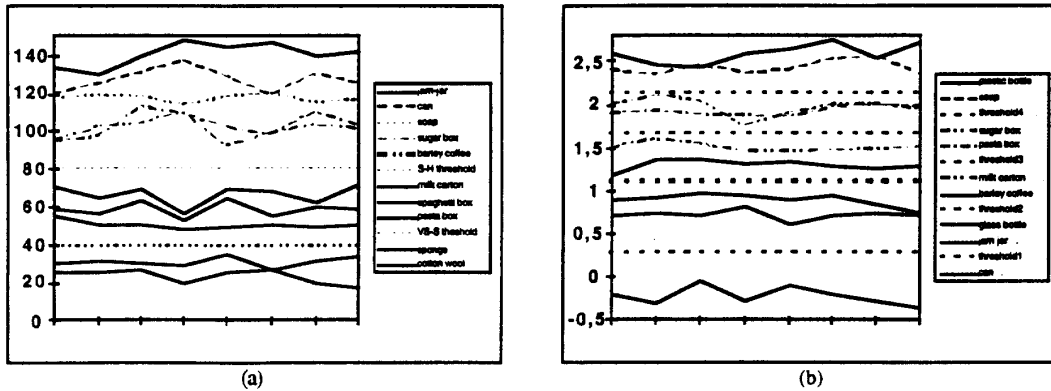 140
120
100
80
60
40
20
0
jam jar
can
soap
sugar box
barley coffee
S-H threshold
milk carton
spaghetti box
pasta box
VS-S theshold
sponge
cotton wool
(a)
2,5
2
1,5
1
0,5
0
-0,5
plastic bottle
soap
threshold4
sugar box
pasta box
threshold3
milk carton
barley coffee
threshold2
glass bottle
jam jar
threshold1
can
(b)